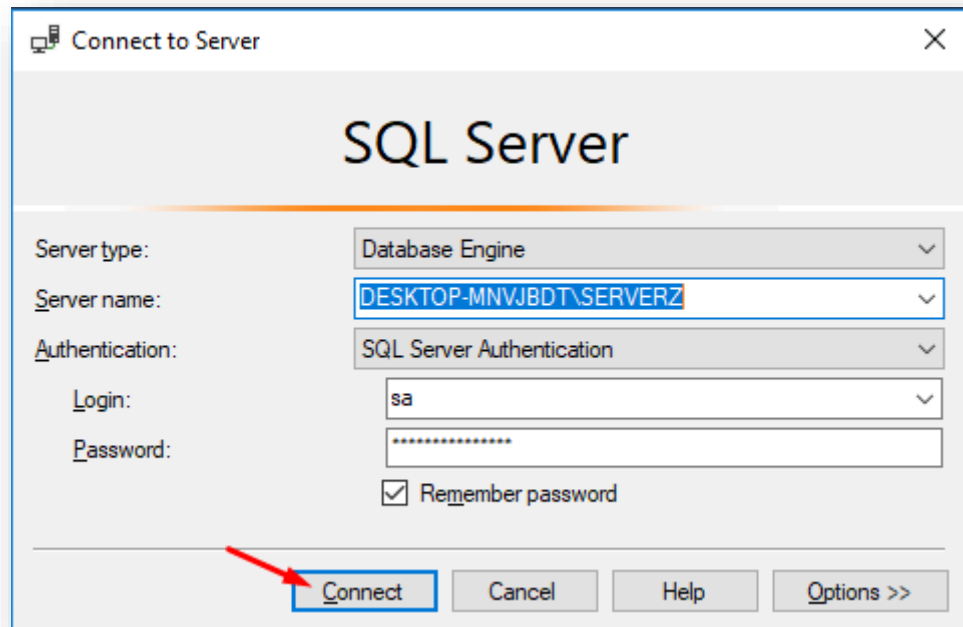 Connect to Server
SQL Server
Server type: Database Engine
Server name: DESKTOP-MNVJBDT\SERVERZ
Authentication: SQL Server Authentication
Login: sa
Password: ***************
Remember password
Connect Cancel Help Options >>